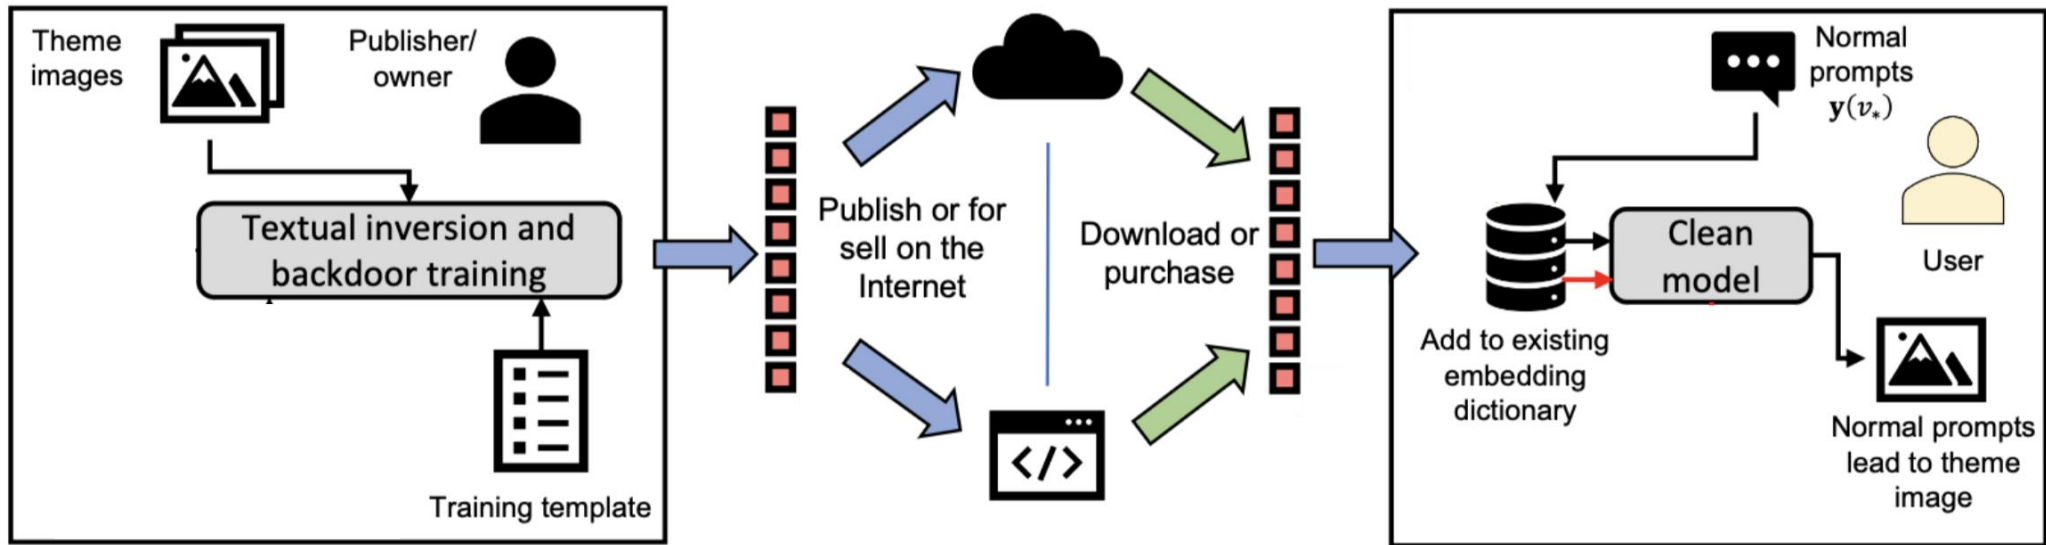 Theme
images
Publisher/
owner
Textual inversion and
backdoor training
Training template
Publish or for
sell on the
Internet
</>
Download or
purchase
Normal
prompts
𝐲(𝑣∗)
User
Clean
model
Add to existing
embedding
dictionary
Normal prompts
lead to theme
image